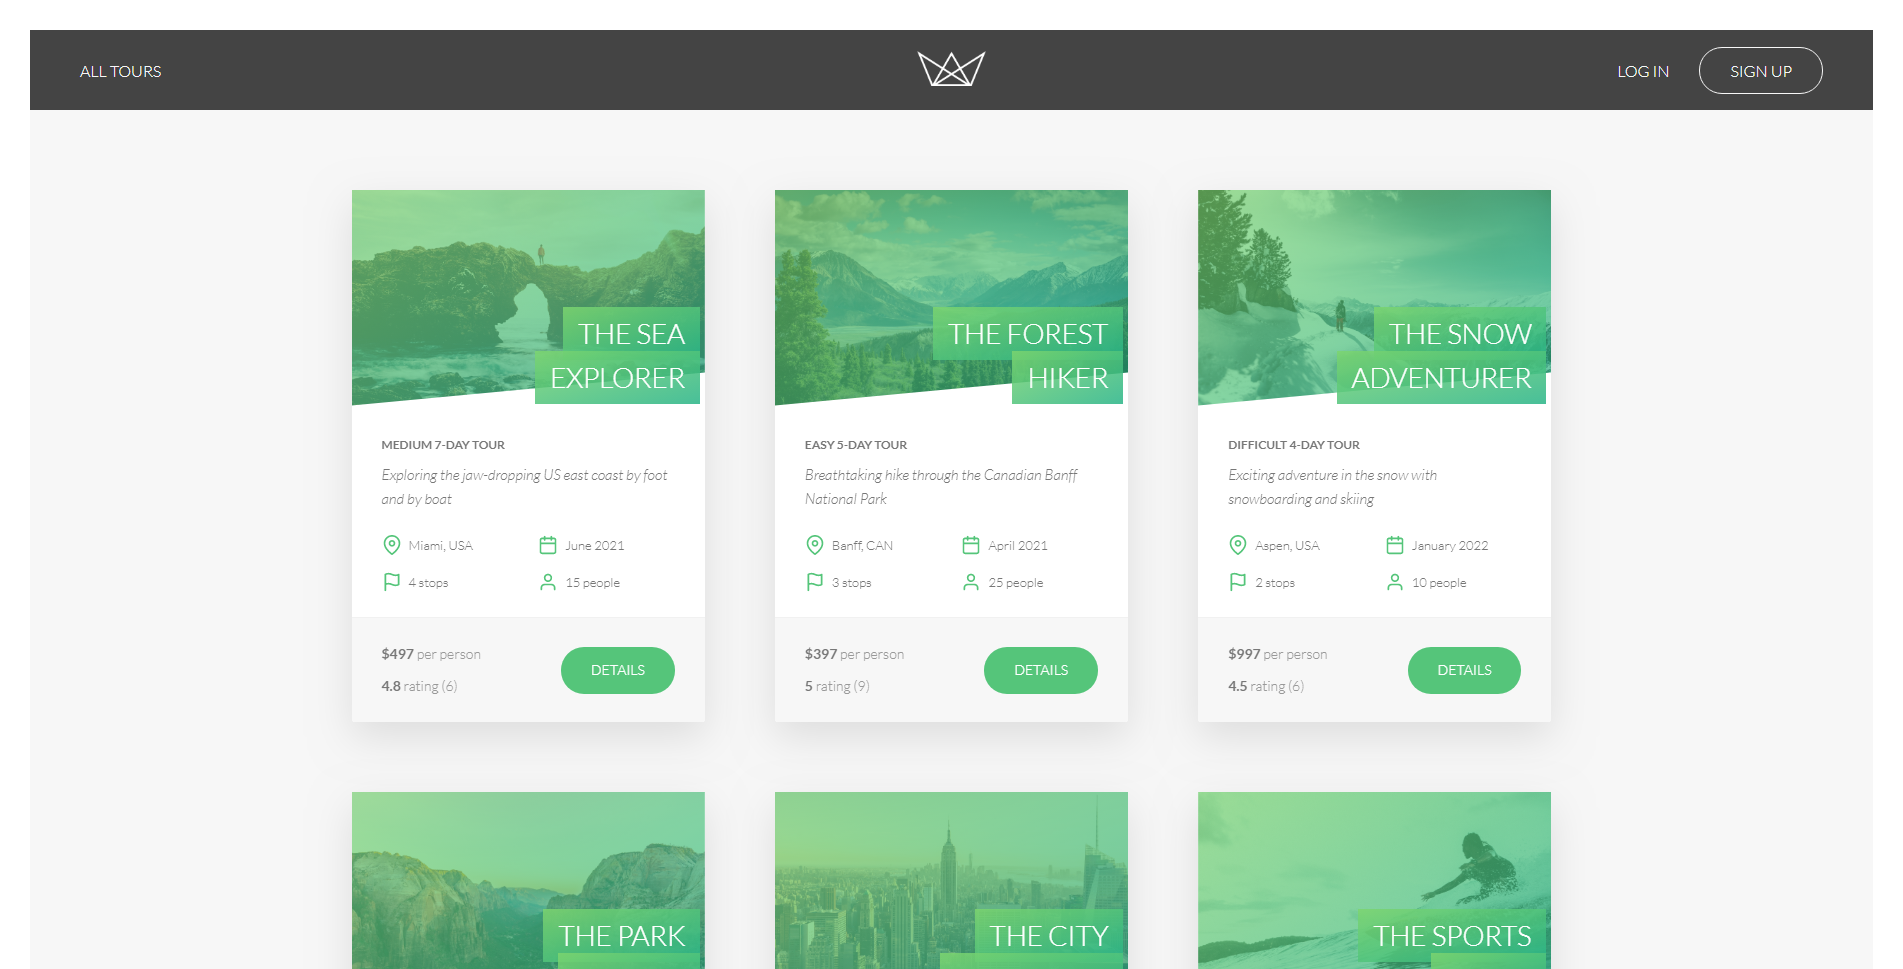 ALL TOURS
LOG IN
SIGN UP
THE SEA
EXPLORER
MEDIUM 7-DAY TOUR
Exploring the jaw-dropping US east coast by foot
and by boat
Miami, USA
June 2021
4 stops
15 people
$497 per person
4.8 rating (6)
DETAILS
THE FOREST
HIKER
EASY 5-DAY TOUR
Breathtaking hike through the Canadian Banff
National Park
Banff, CAN
April 2021
3 stops
25 people
$397 per person
5 rating (9)
DETAILS
THE SNOW
ADVENTURER
DIFFICULT 4-DAY TOUR
Exciting adventure in the snow with
snowboarding and skiing
Aspen, USA
January 2022
2 stops
10 people
$997 per person
4.5 rating (6)
DETAILS
THE PARK
THE CITY
THE SPORTS